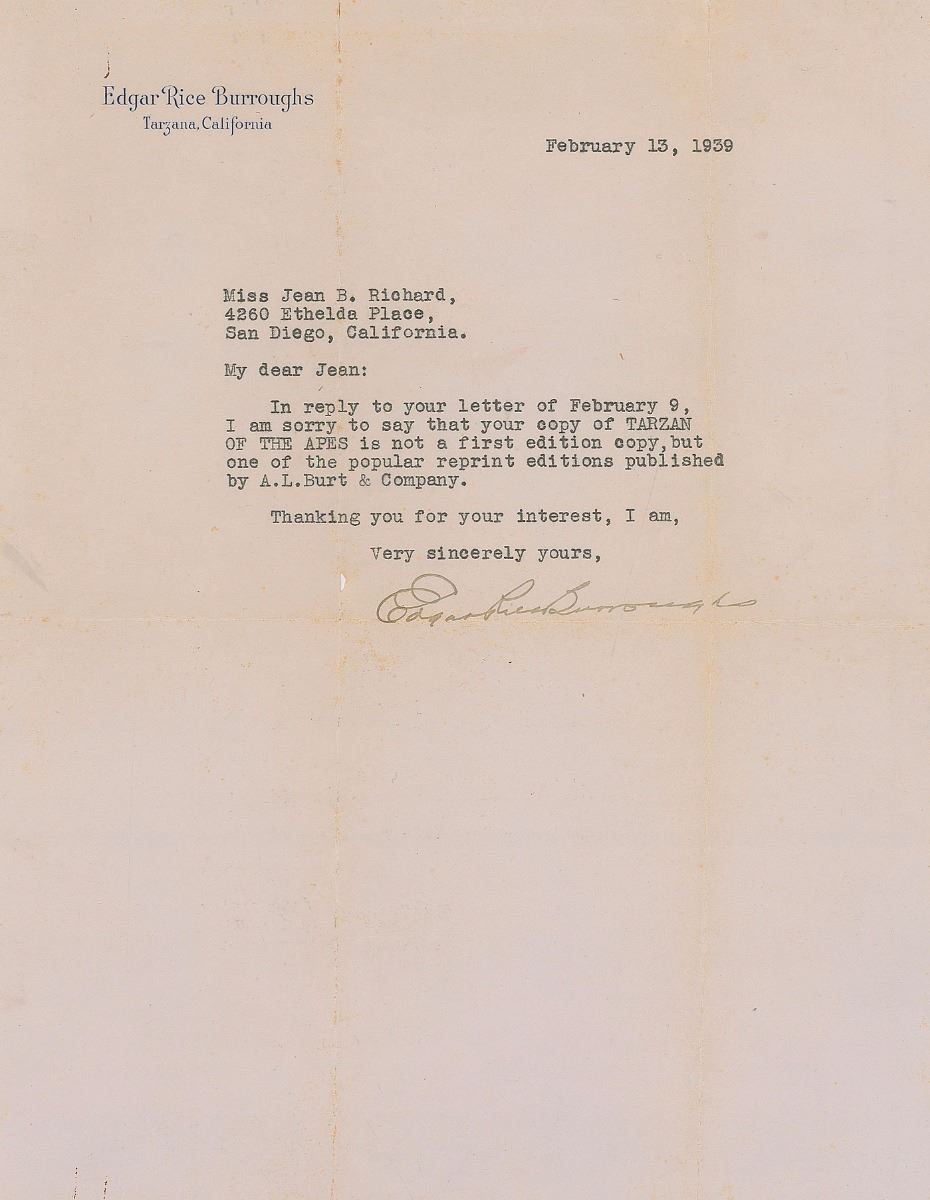 Edgar Rice Burroughs
Tarzana, California
February 13, 1939
Miss Jean B. Richard,
4260 Ethelda Place,
San Diego, California.
My dear Jean:
In reply to your letter of February 9,
I am sorry to say that your copy of TARZAN
OF THE APES is not a first edition copy,but
one of the popular reprint editions published
by A.L.Burt & Company.
Thanking you for your interest, I am,
Very sincerely yours,
Edgar Rice Burroughs